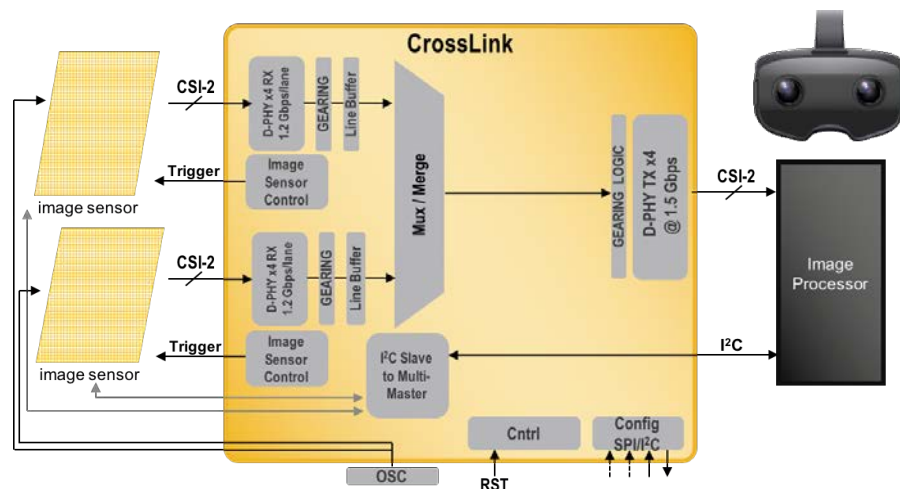 CrossLink
CSI-2
D-PHY x4 RX
1.2 Gbps/lane
GEARING
Line Buffer
Trigger
Image
Sensor
Control
image sensor
Mux / Merge
GEARING LOGIC
D-PHY TX x4
@ 1.5 Gbps
CSI-2
Image
Processor
CSI-2
D-PHY x4 RX
1.2 Gbps/lane
GEARING
Line Buffer
Trigger
Image
Sensor
Control
image sensor
I²C Slave
to Multi-
Master
I²C
Cntrl
Config
SPI/I²C
OSC
RST